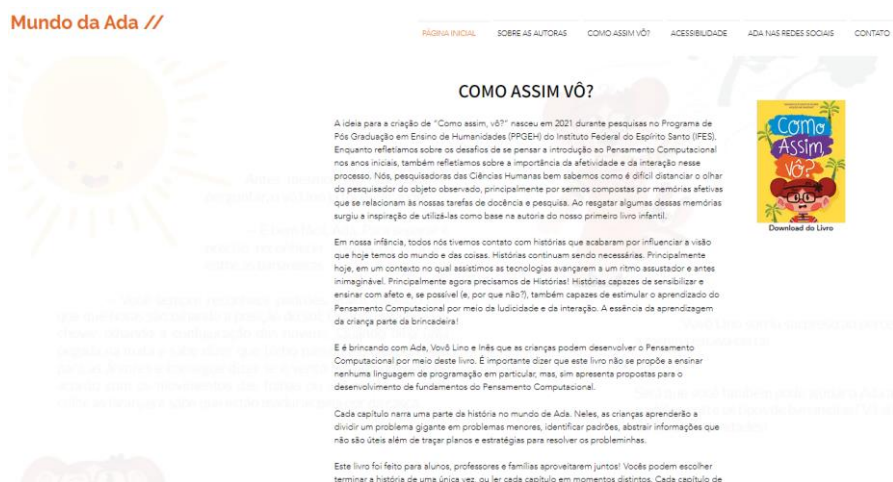 Mundo da Ada //
PÁGINA INICIAL SOBRE AS AUTORAS COMO ASSIM VÔ? ACESSIBILIDADE ADA NAS REDES SOCIAIS CONTATO
COMO ASSIM VÔ?
A ideia para a criação de "Como assim, vô?" nasceu em 2021 durante pesquisas no Programa de
Pós Graduação em Ensino de Humanidades (PPGEH) do Instituto Federal do Espírito Santo (IFES).
Enquanto refletíamos sobre os desafios de se pensar a introdução ao Pensamento Computacional
nos anos iniciais, também refletíamos sobre a importância da afetividade e da interação nesse
processo. Nós, pesquisadoras das Ciências Humanas bem sabemos como é difícil distanciar o olhar
do pesquisador do objeto observado, principalmente por sermos compostas por memórias afetivas
que se relacionam às nossas tarefas de docência e pesquisa. Ao resgatar algumas dessas memórias
surgiu a inspiração de utilizá-las como base na autoria do nosso primeiro livro infantil.
Em nossa infância, todos nós tivemos contato com histórias que acabaram por influenciar a visão
que hoje temos do mundo e das coisas. Histórias continuam sendo necessárias. Principalmente
hoje, em um contexto no qual assistimos as tecnologias avançarem a um ritmo assustador e antes
inimaginável. Principalmente agora precisamos de Histórias! Histórias capazes de sensibilizar e
ensinar com afeto e, se possível (e, por que não?), também capazes de estimular o aprendizado do
Pensamento Computacional por meio da ludicidade e da interação. A essência da aprendizagem
da criança perto da brincadeira!
E é brincando com Ada, Vovô Lino e Inês que as crianças podem desenvolver o Pensamento
Computacional por meio deste livro. É importante dizer que este livro não se propõe a ensinar
nenhuma linguagem de programação em particular, mas, sim apresenta propostas para o
desenvolvimento de fundamentos do Pensamento Computacional.
Cada capítulo narra uma parte da história no mundo de Ada. Neles, as crianças aprenderão a
dividir um problema gigante em problemas menores, identificar padrões, abstrair informações que
não são úteis além de traçar planos e estratégias para resolver os probleminhas.
Este livro foi feito para alunos, professores e famílias aproveitarem juntos! Vocês podem escolher
terminar a história de uma única vez, ou ler cada capítulo em momentos distintos. Cada capítulo de
Como
Assim,
Vô?
Download do Livro